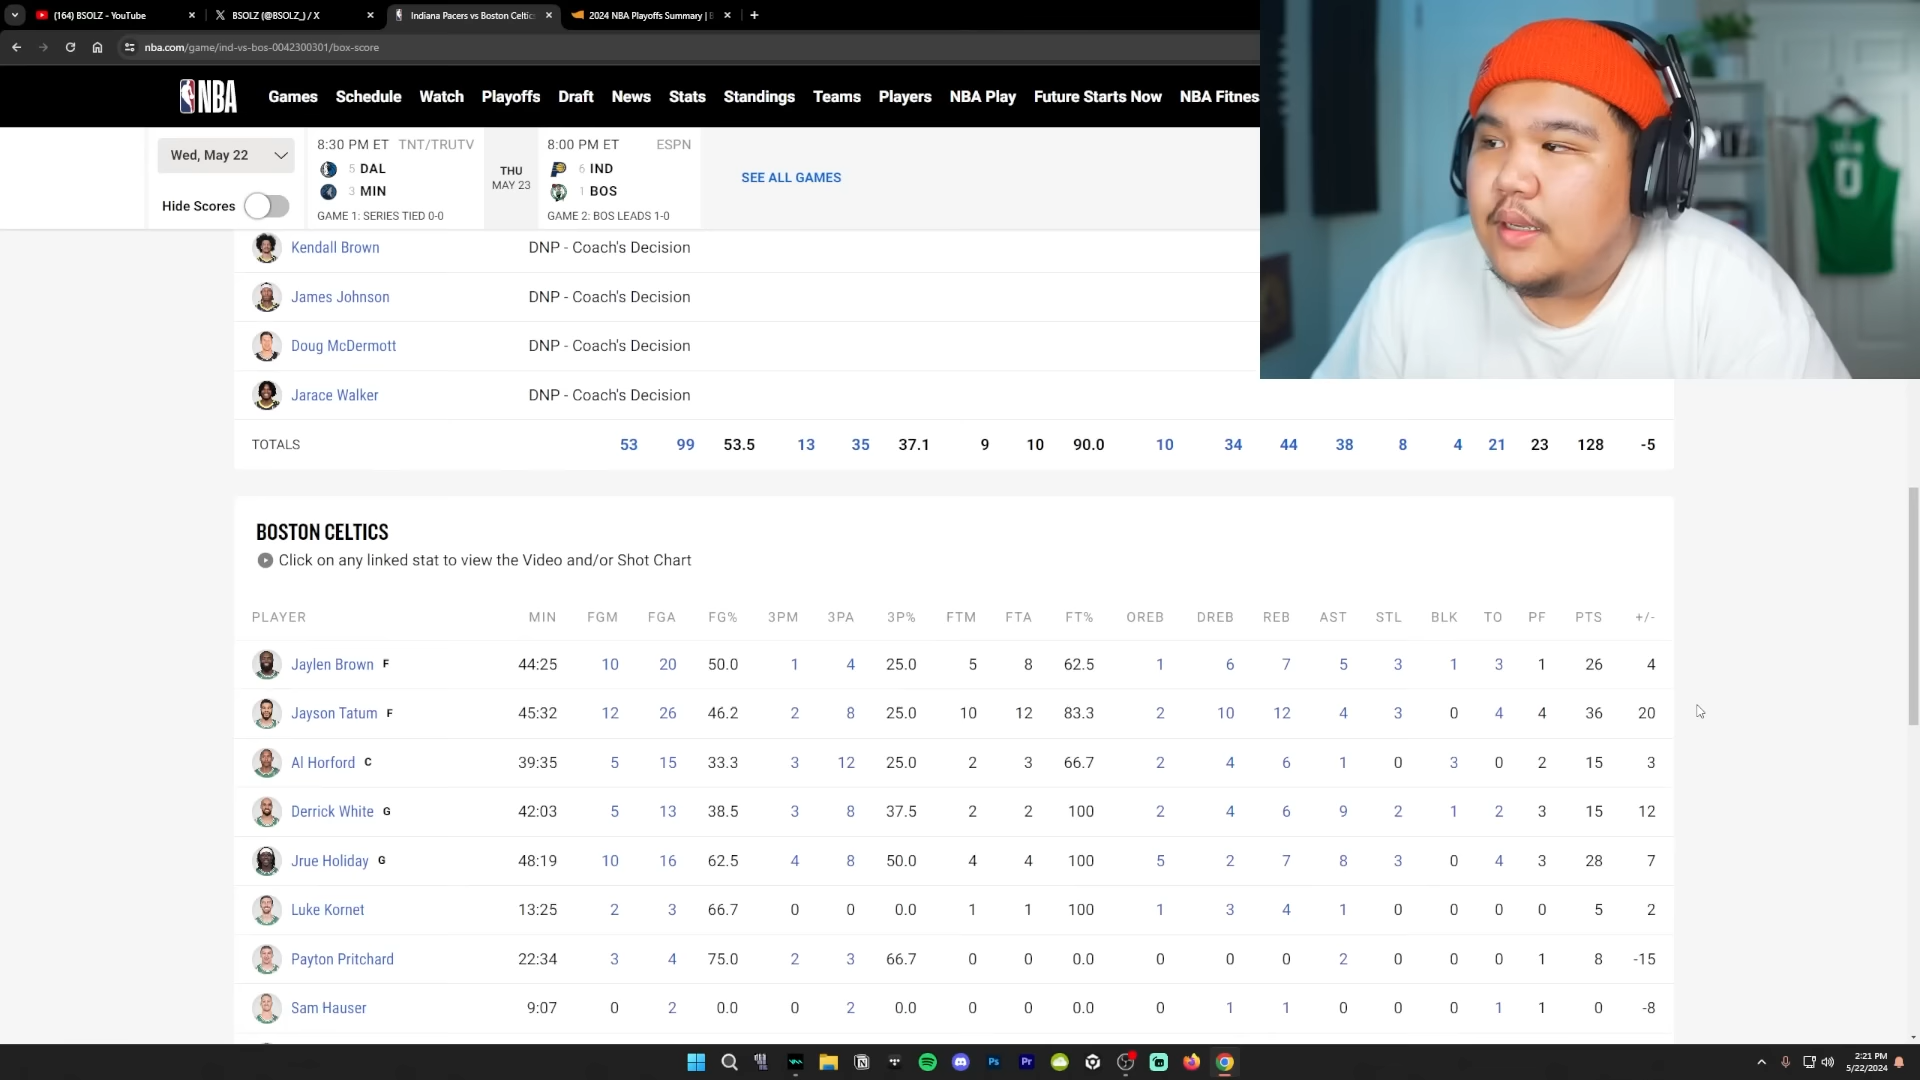 (164) BSOLZ - YouTube
BSOLZ (@BSOLZ_) / X
Indiana Pacers vs Boston Celtic
2024 NBA Playoffs Summary | B
nba.com/game/ind-vs-bos-0042300301/box-score
NBA Games Schedule Watch Playoffs Draft News Stats Standings Teams Players NBA Play Future Starts Now NBA Fitnes
Wed, May 22
Hide Scores
8:30 PM ET TNT/TRUTV
5 DAL
3 MIN
GAME 1: SERIES TIED 0-0
THU
MAY 23
8:00 PM ET ESPN
6 IND
1 BOS
GAME 2: BOS LEADS 1-0
SEE ALL GAMES
0
Kendall Brown DNP - Coach's Decision
James Johnson DNP - Coach's Decision
Doug McDermott DNP - Coach's Decision
Jarace Walker DNP - Coach's Decision
TOTALS 53 99 53.5 13 35 37.1 9 10 90.0 10 34 44 38 8 4 21 23 128 -5
BOSTON CELTICS
Click on any linked stat to view the Video and/or Shot Chart
PLAYER MIN FGM FGA FG% 3PM 3PA 3P% FTM FTA FT% OREB DREB REB AST STL BLK TO PF PTS +/-
Jaylen Brown F 44:25 10 20 50.0 1 4 25.0 5 8 62.5 1 6 7 5 3 1 3 1 26 4
Jayson Tatum F 45:32 12 26 46.2 2 8 25.0 10 12 83.3 2 10 12 4 3 0 4 4 36 20
Al Horford C 39:35 5 15 33.3 3 12 25.0 2 3 66.7 2 4 6 1 0 3 0 2 15 3
Derrick White G 42:03 5 13 38.5 3 8 37.5 2 2 100 2 4 6 9 2 1 2 3 15 12
Jrue Holiday G 48:19 10 16 62.5 4 8 50.0 4 4 100 5 2 7 8 3 0 4 3 28 7
Luke Kornet 13:25 2 3 66.7 0 0 0.0 1 1 100 1 3 4 1 0 0 0 0 5 2
Payton Pritchard 22:34 3 4 75.0 2 3 66.7 0 0 0.0 0 0 0 2 0 0 0 1 8 -15
Sam Hauser 9:07 0 2 0.0 0 2 0.0 0 0 0.0 0 1 1 0 0 0 1 1 0 -8
Ps
Pr
2:21 PM
5/22/2024